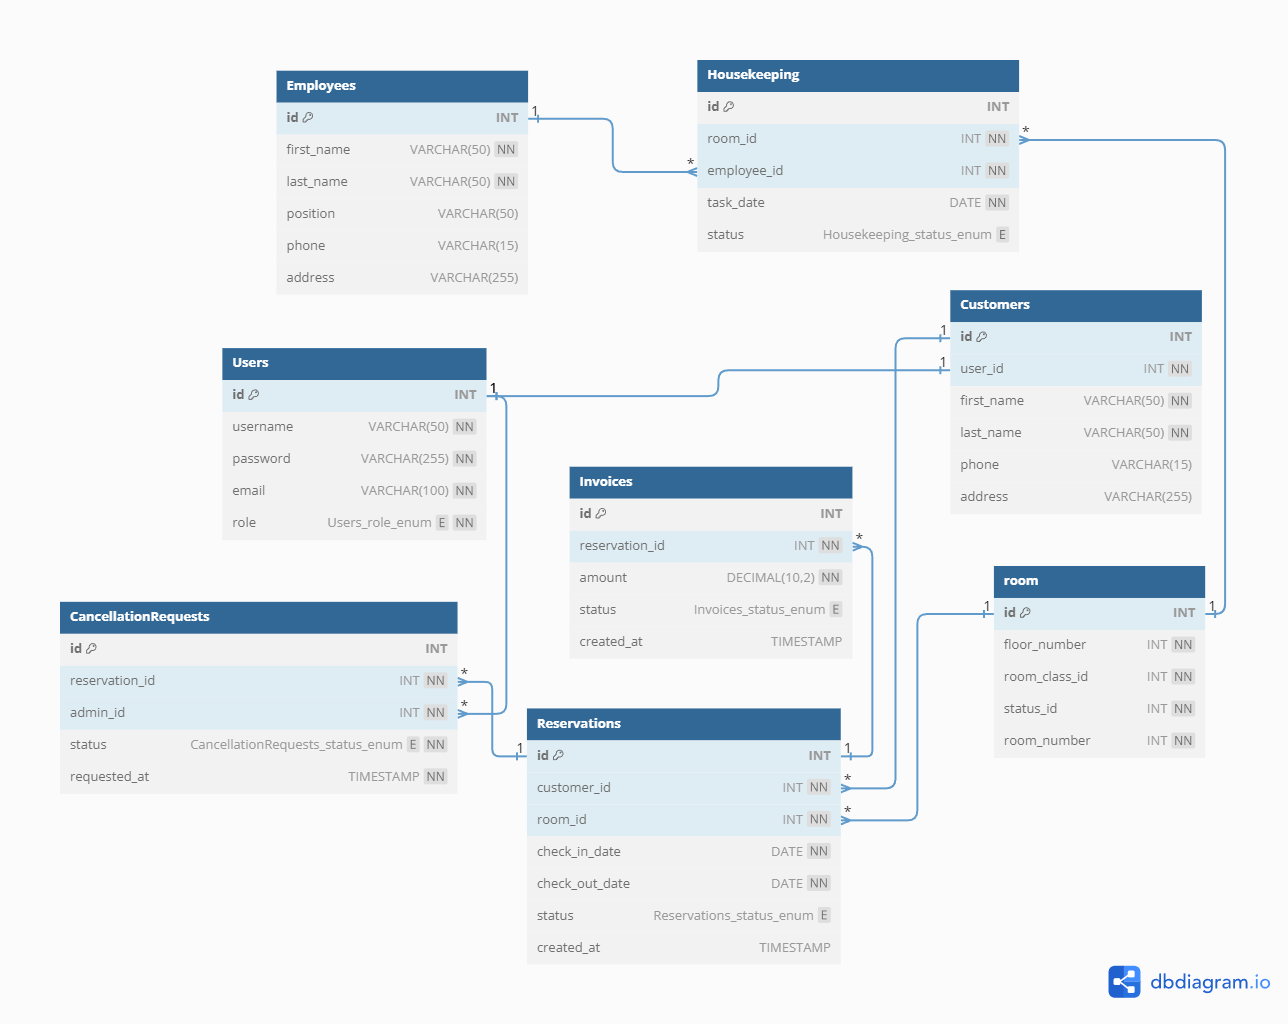 Employees
id INT
first_name VARCHAR(50) NN
last_name VARCHAR(50) NN
position VARCHAR(50)
phone VARCHAR(15)
address VARCHAR(255)
1
*
Housekeeping
id INT
room_id INT NN
employee_id INT NN
task_date DATE NN
status Housekeeping_status_enum E
*
Customers
id INT
user_id INT NN
first_name VARCHAR(50) NN
last_name VARCHAR(50) NN
phone VARCHAR(15)
address VARCHAR(255)
1
1
Users
id INT
username VARCHAR(50) NN
password VARCHAR(255) NN
email VARCHAR(100) NN
role Users_role_enum E NN
1
Invoices
id INT
reservation_id INT NN
amount DECIMAL(10,2) NN
status Invoices_status_enum E
created_at TIMESTAMP
*
room
id INT
floor_number INT NN
room_class_id INT NN
status_id INT NN
room_number INT NN
1
1
CancellationRequests
id INT
reservation_id INT NN
admin_id INT NN
status CancellationRequests_status_enum E NN
requested_at TIMESTAMP NN
*
*
Reservations
id INT
customer_id INT NN
room_id INT NN
check_in_date DATE NN
check_out_date DATE NN
status Reservations_status_enum E
created_at TIMESTAMP
1
1
*
*
dbdiagram.io